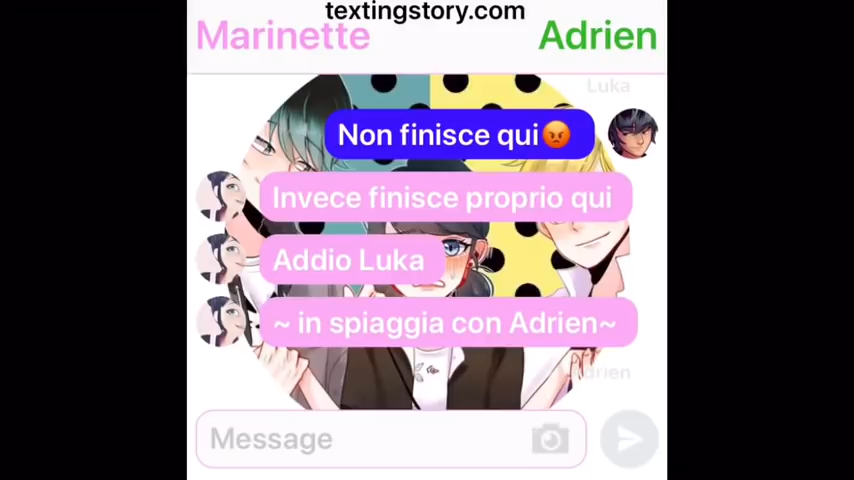 textingstory.com
Marinette Adrien
Luka
Non finisce qui😡
Invece finisce proprio qui
Addio Luka
~ in spiaggia con Adrien~
Adrien
Message